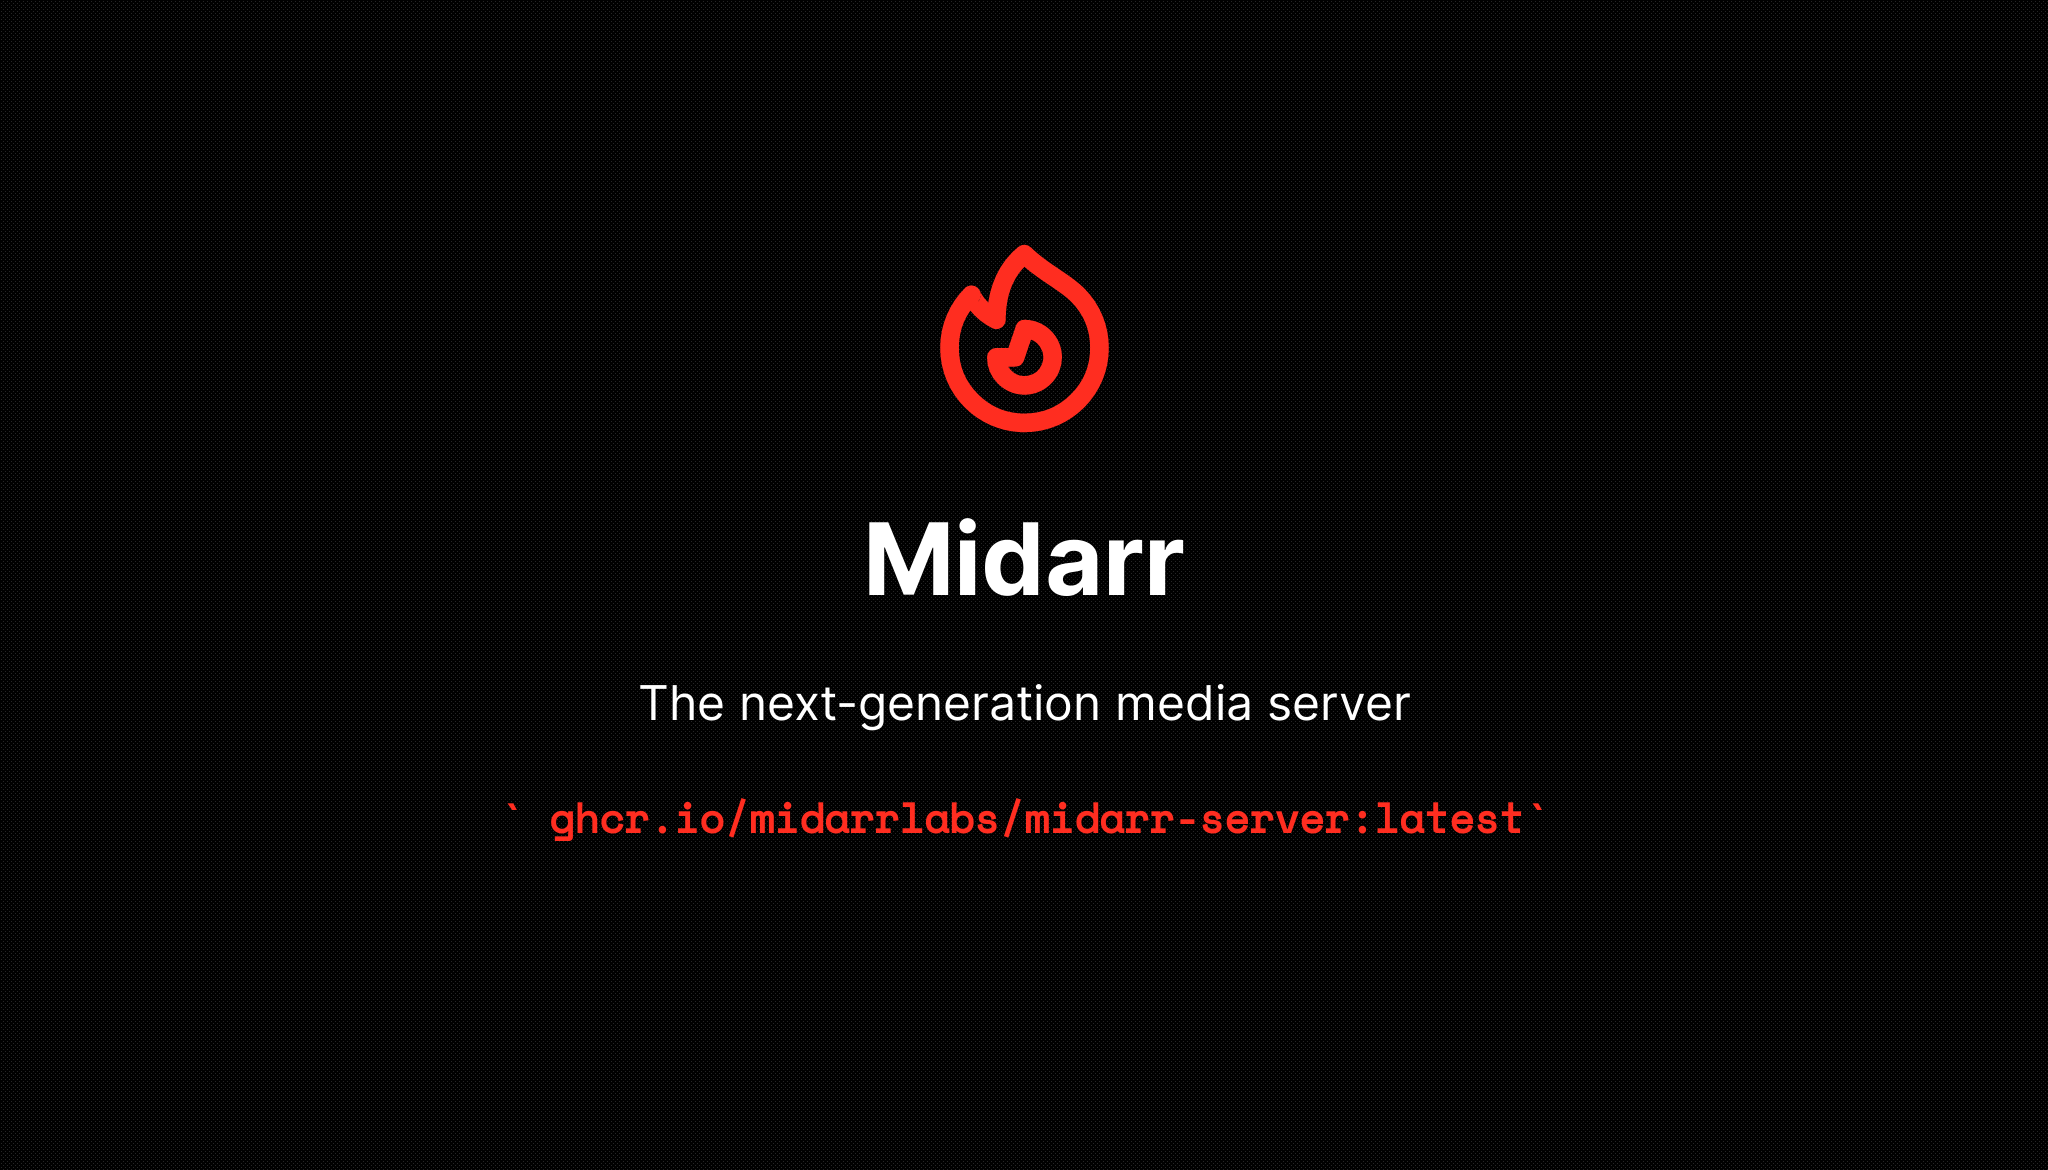 Midarr
The next-generation media server
` ghcr.io/midarrlabs/midarr-server:latest`